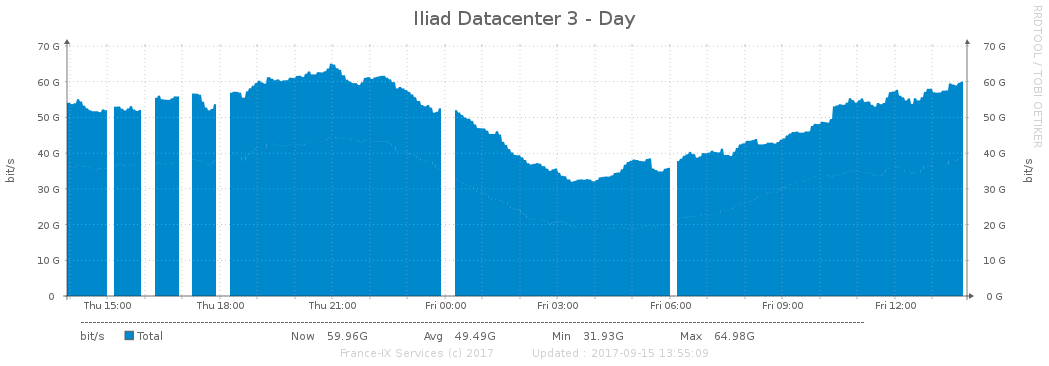 Iliad Datacenter 3 - Day
RRDTOOL / TOBI OETIKER
70 G 70 G
60 G 60 G
50 G 50 G
40 G 40 G
30 G 30 G
20 G 20 G
10 G 10 G
0 0 G
bit/s bit/s
Thu 15:00 Thu 18:00 Thu 21:00 Fri 00:00 Fri 03:00 Fri 06:00 Fri 09:00 Fri 12:00
bit/s Total Now 59.96G Avg 49.49G Min 31.93G Max 64.98G
France-IX Services (c) 2017 Updated : 2017-09-15 13:55:09